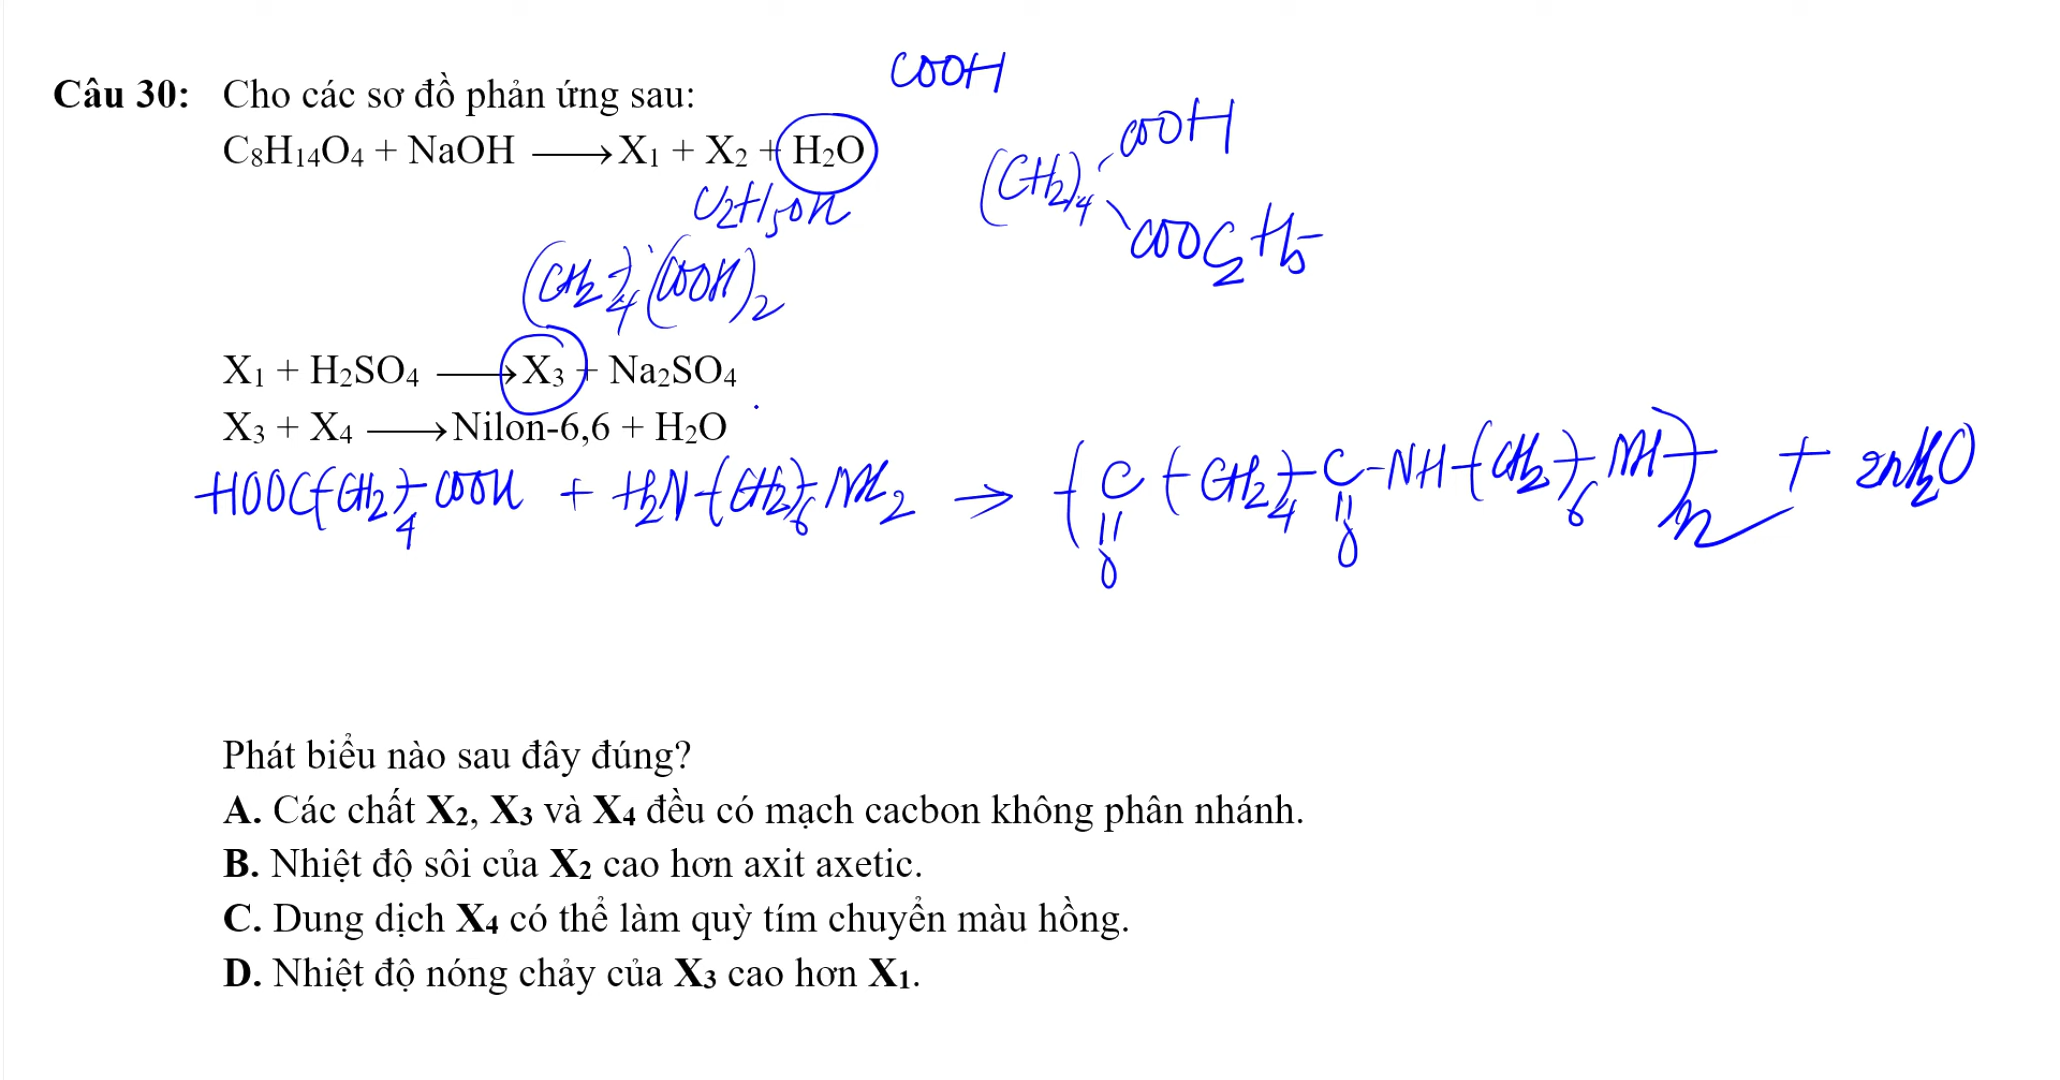 COOH
Câu 30: Cho các sơ đồ phản ứng sau:
COOH
C₈H₁₄O₄ + NaOH ⟶ X₁ + X₂ + H₂O
(CH₂)₄
C₂H₅OH
COOC₂H₅
(CH₂)₄(COOH)₂
X₁ + H₂SO₄ ⟶ X₃ + Na₂SO₄
X₃ + X₄ ⟶ Nilon-6,6 + H₂O
HOOC(CH₂)₄COOH + H₂N(CH₂)₆NH₂ → (C(CH₂)₄C-NH(CH₂)₆NH)n + 2nH₂O
O O
Phát biểu nào sau đây đúng?
A. Các chất X₂, X₃ và X₄ đều có mạch cacbon không phân nhánh.
B. Nhiệt độ sôi của X₂ cao hơn axit axetic.
C. Dung dịch X₄ có thể làm quỳ tím chuyển màu hồng.
D. Nhiệt độ nóng chảy của X₃ cao hơn X₁.